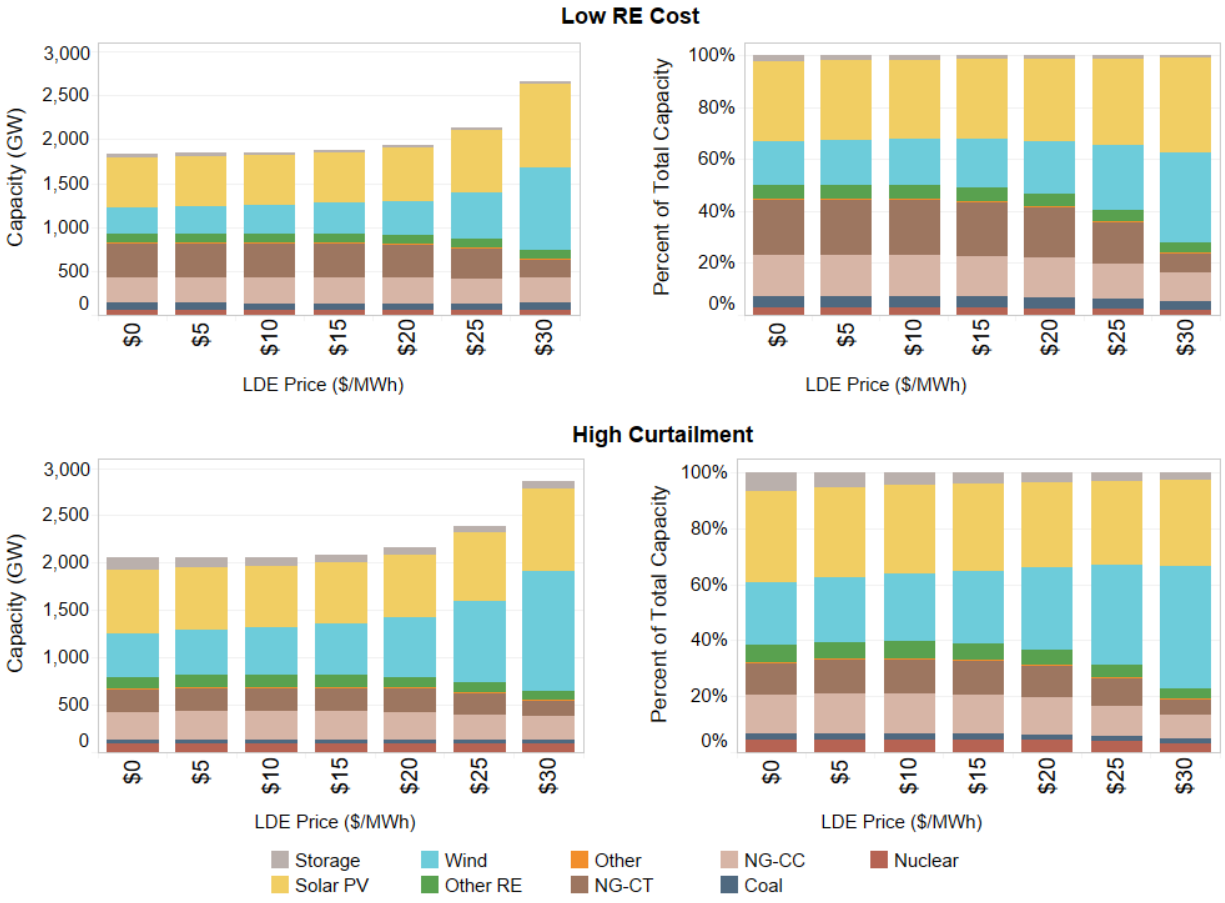 Low RE Cost
Capacity (GW)
3,000
2,500
2,000
1,500
1,000
500
0
$0
$5
$10
$15
$20
$25
$30
LDE Price ($/MWh)
Percent of Total Capacity
100%
80%
60%
40%
20%
0%
$0
$5
$10
$15
$20
$25
$30
LDE Price ($/MWh)
High Curtailment
Capacity (GW)
3,000
2,500
2,000
1,500
1,000
500
0
$0
$5
$10
$15
$20
$25
$30
LDE Price ($/MWh)
Percent of Total Capacity
100%
80%
60%
40%
20%
0%
$0
$5
$10
$15
$20
$25
$30
LDE Price ($/MWh)
Storage
Wind
Other
NG-CC
Nuclear
Solar PV
Other RE
NG-CT
Coal